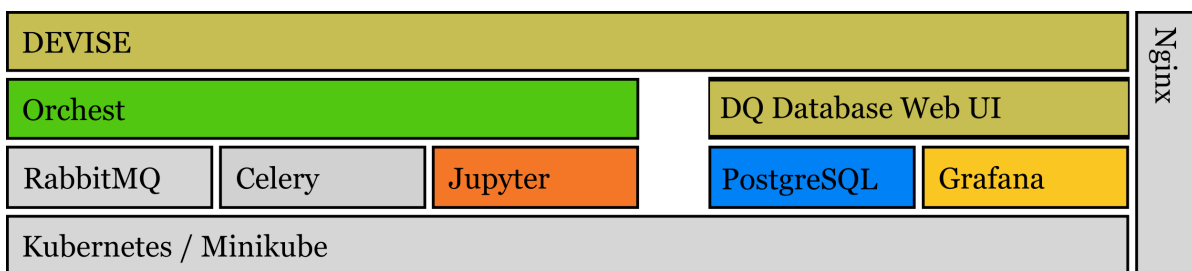 DEVISE
Nginx
Orchest
DQ Database Web UI
RabbitMQ
Celery
Jupyter
PostgreSQL
Grafana
Kubernetes / Minikube